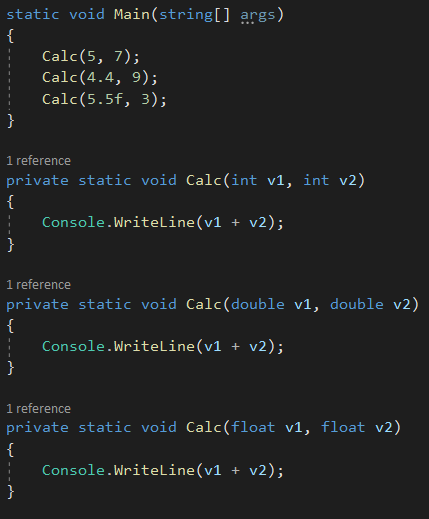 static void Main(string[] args)
{
    Calc(5, 7);
    Calc(4.4, 9);
    Calc(5.5f, 3);
}
1 reference
private static void Calc(int v1, int v2)
{
    Console.WriteLine(v1 + v2);
}
1 reference
private static void Calc(double v1, double v2)
{
    Console.WriteLine(v1 + v2);
}
1 reference
private static void Calc(float v1, float v2)
{
    Console.WriteLine(v1 + v2);
}